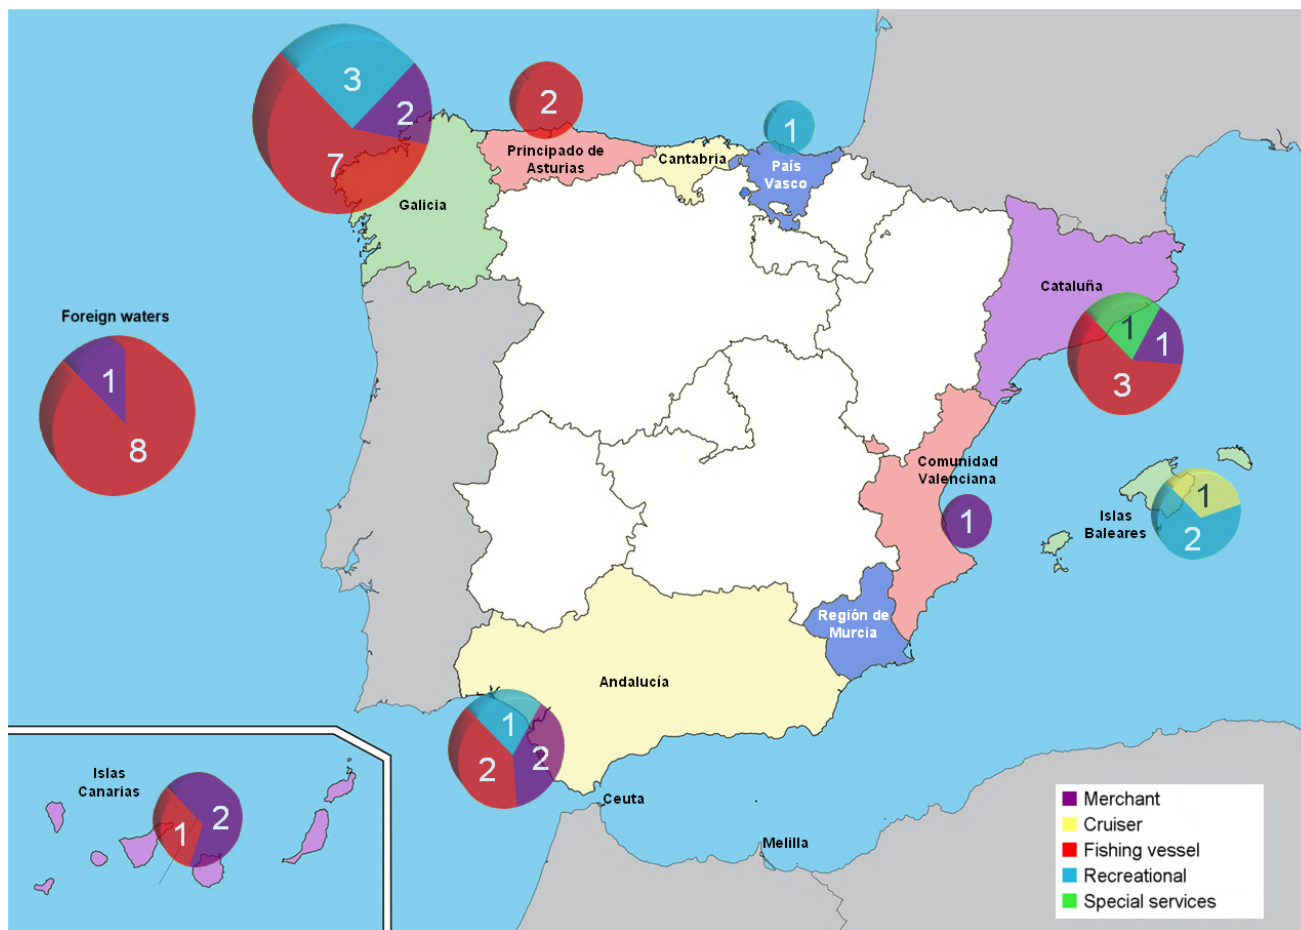 3
2
7
2
1
Principado de
Asturias
Cantabria
País
Vasco
Galicia
Cataluña
1
1
3
Foreign waters
1
8
Comunidad
Valenciana
1
1
2
Islas
Baleares
Región de
Murcia
Andalucía
1
2
2
Islas
Canarias
2
1
Ceuta
Melilla
Merchant
Cruiser
Fishing vessel
Recreational
Special services